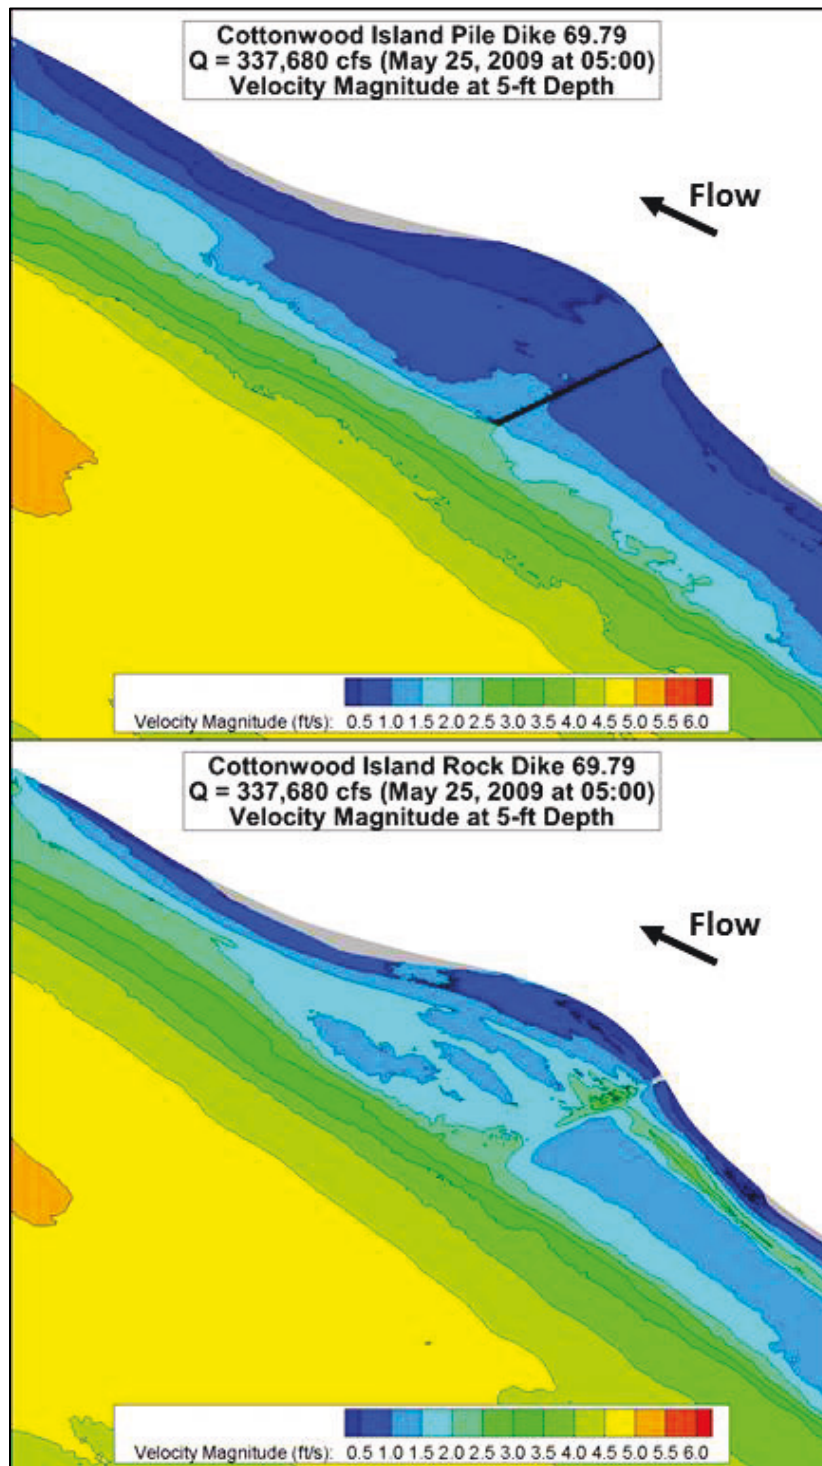 Cottonwood Island Pile Dike 69.79
Q = 337,680 cfs (May 25, 2009 at 05:00)
Velocity Magnitude at 5-ft Depth
Flow
Velocity Magnitude (ft/s): 0.5 1.0 1.5 2.0 2.5 3.0 3.5 4.0 4.5 5.0 5.5 6.0
Cottonwood Island Rock Dike 69.79
Q = 337,680 cfs (May 25, 2009 at 05:00)
Velocity Magnitude at 5-ft Depth
Flow
Velocity Magnitude (ft/s): 0.5 1.0 1.5 2.0 2.5 3.0 3.5 4.0 4.5 5.0 5.5 6.0